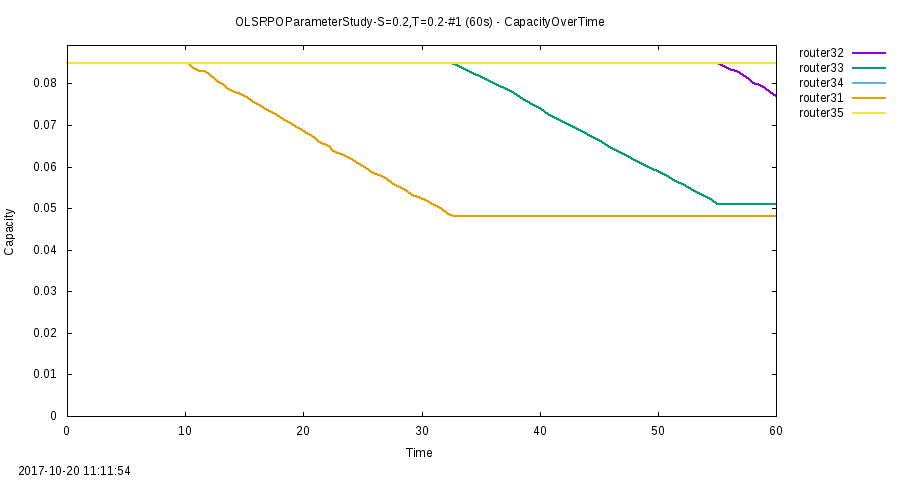 OLSRPOParameterStudy-S=0.2,T=0.2-#1 (60s) - CapacityOverTime
router32
router33
router34
router31
router35
0.08
0.07
0.06
0.05
0.04
0.03
0.02
0.01
0
Capacity
0 10 20 30 40 50 60
Time
2017-10-20 11:11:54